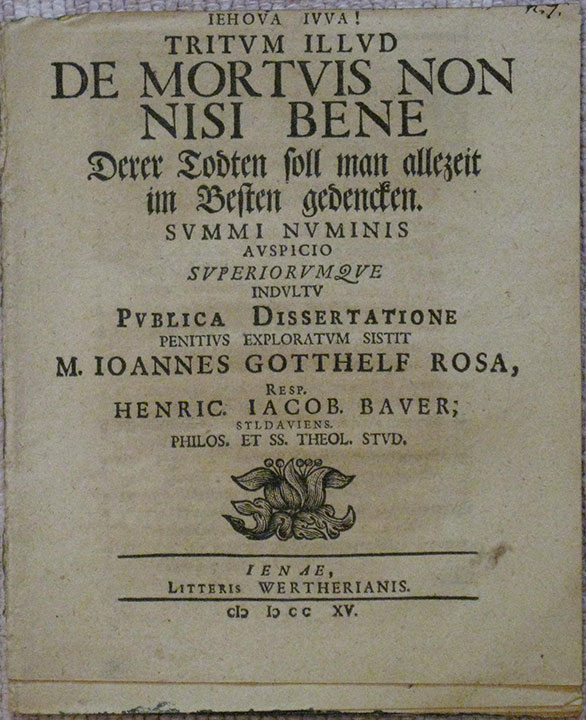 IEHOVA IVVA!
TRITVM ILLVD
DE MORTVIS NON
NISI BENE
Derer Todten soll man allezeit
im Besten gedencken.
SVMMI NVMINIS
AVSPICIO
SVPERIORVMQVE
INDVLTV
PVBLICA DISSERTATIONE
PENITIVS EXPLORATVM SISTIT
M. IOANNES GOTTHELF ROSA,
RESP.
HENRIC. IACOB. BAVER;
STLDAVIENS.
PHILOS. ET SS. THEOL. STVD.
IENAE,
LITTERIS WERTHERIANIS.
cIɔ Iɔ c c XV.